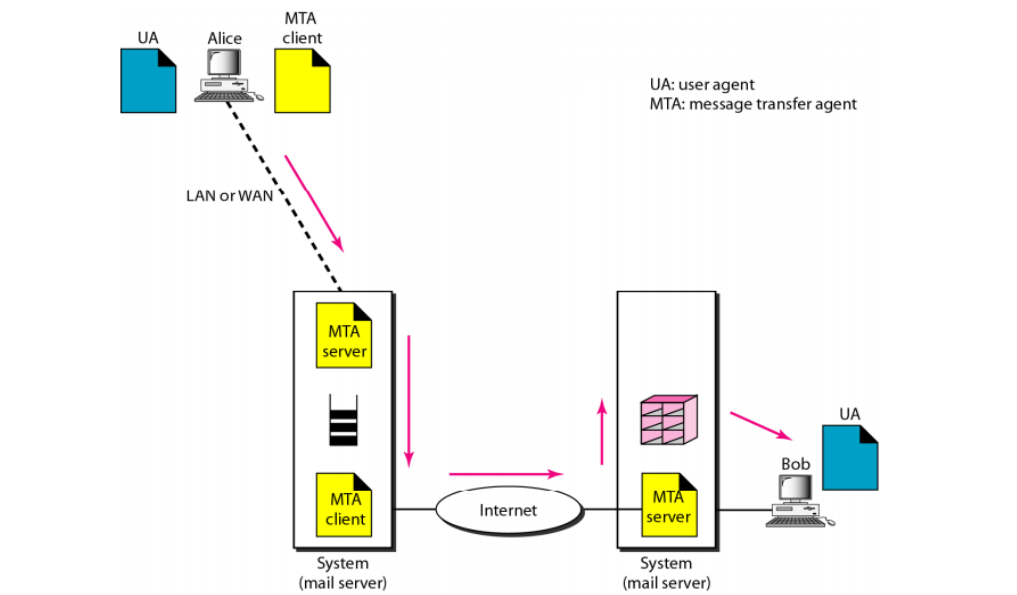 MTA
client
UA
Alice
UA: user agent
MTA: message transfer agent
LAN or WAN
MTA
server
MTA
client
System
(mail server)
Internet
MTA
server
System
(mail server)
UA
Bob